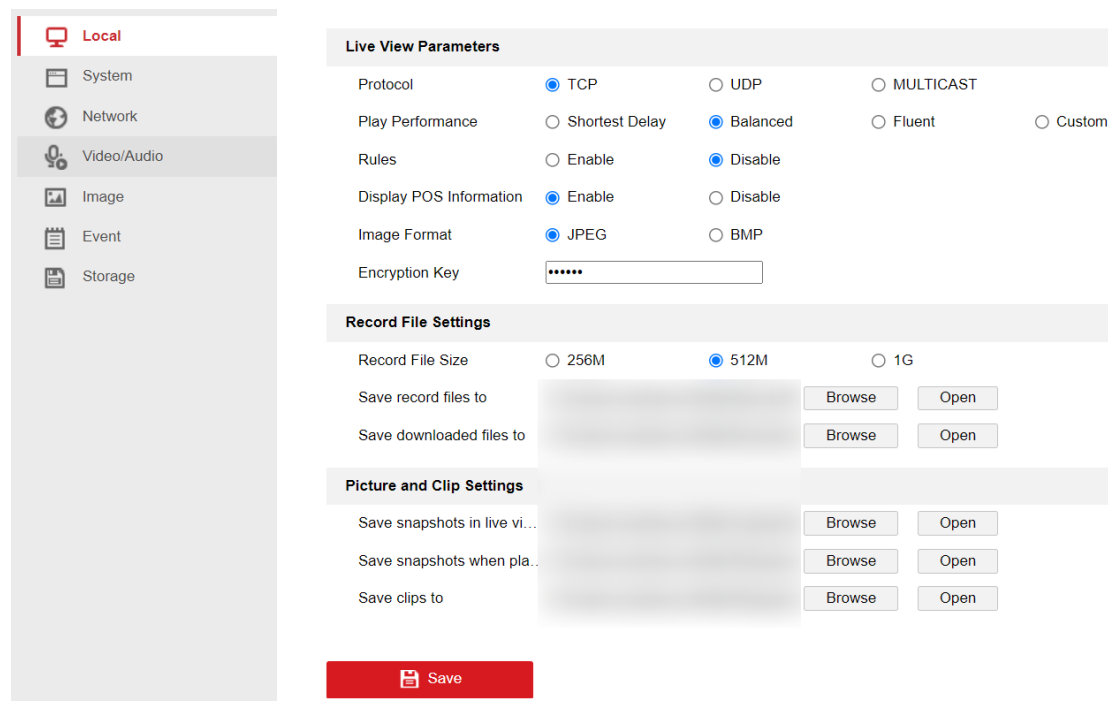 Local
System
Network
Video/Audio
Image
Event
Storage
Live View Parameters
Protocol TCP UDP MULTICAST
Play Performance Shortest Delay Balanced Fluent Custom
Rules Enable Disable
Display POS Information Enable Disable
Image Format JPEG BMP
Encryption Key ••••••
Record File Settings
Record File Size 256M 512M 1G
Save record files to Browse Open
Save downloaded files to Browse Open
Picture and Clip Settings
Save snapshots in live vi... Browse Open
Save snapshots when pla.. Browse Open
Save clips to Browse Open
Save